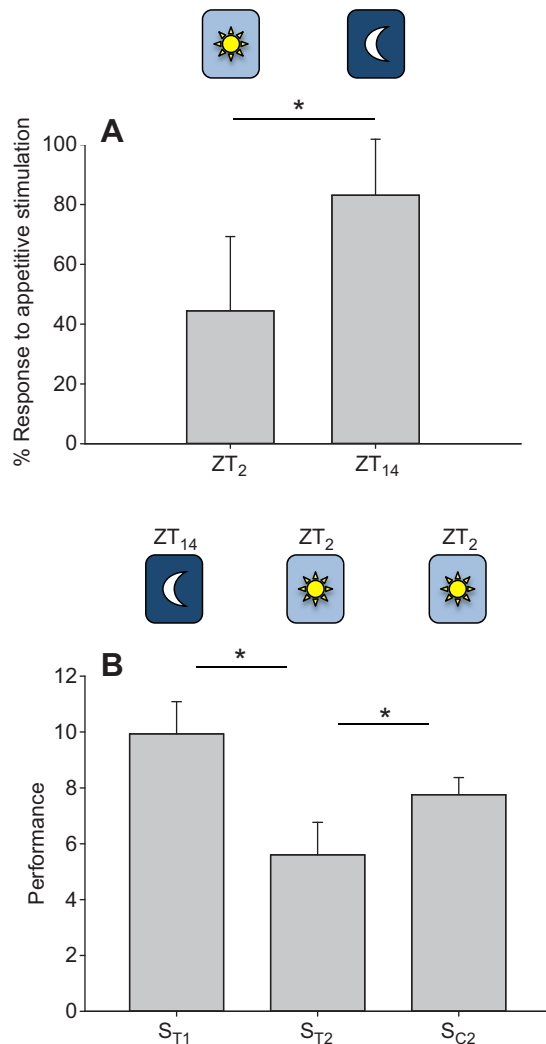 *
A
% Response to appetitive stimulation
100
80
60
40
20
0
ZT2
ZT14
ZT14
ZT2
ZT2
B
*
*
Performance
12
10
8
6
4
2
0
ST1
ST2
SC2